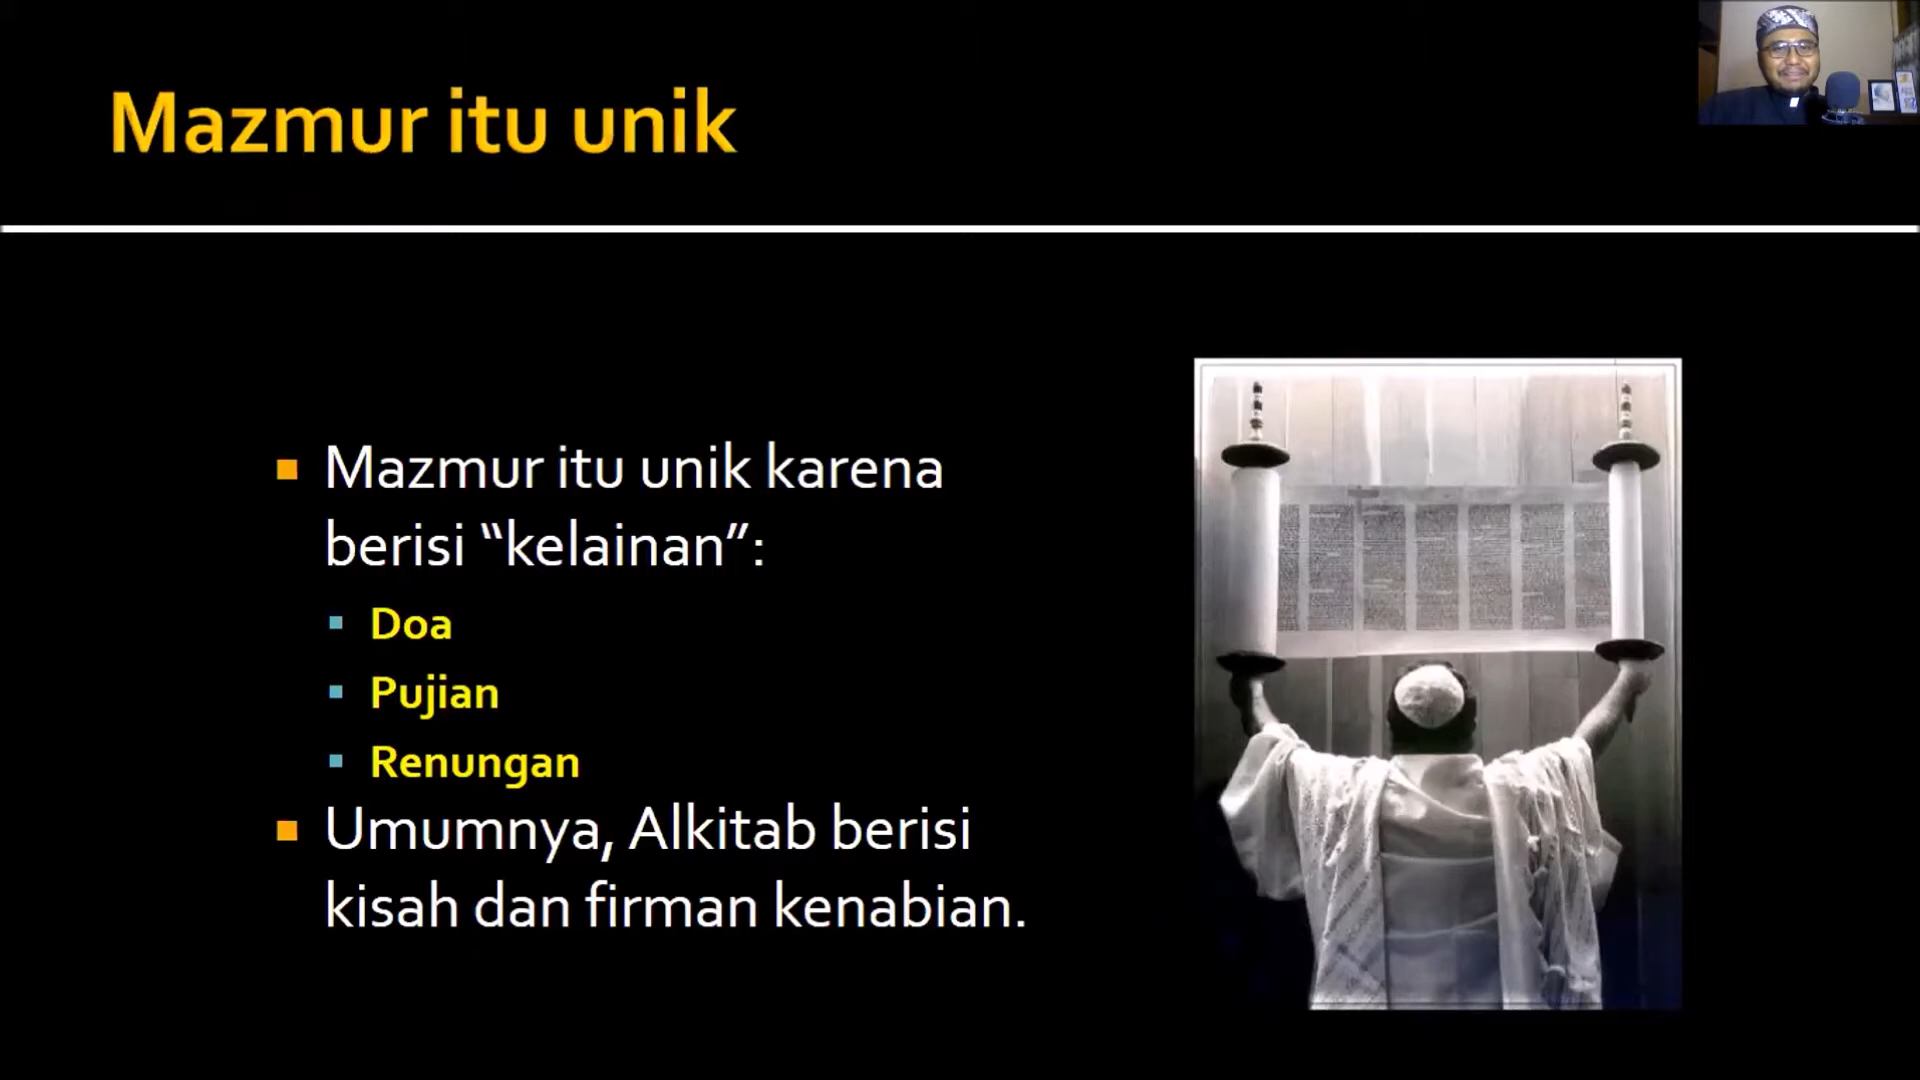 Mazmur itu unik
Mazmur itu unik karena
berisi “kelainan”:
Doa
Pujian
Renungan
Umumnya, Alkitab berisi
kisah dan firman kenabian.